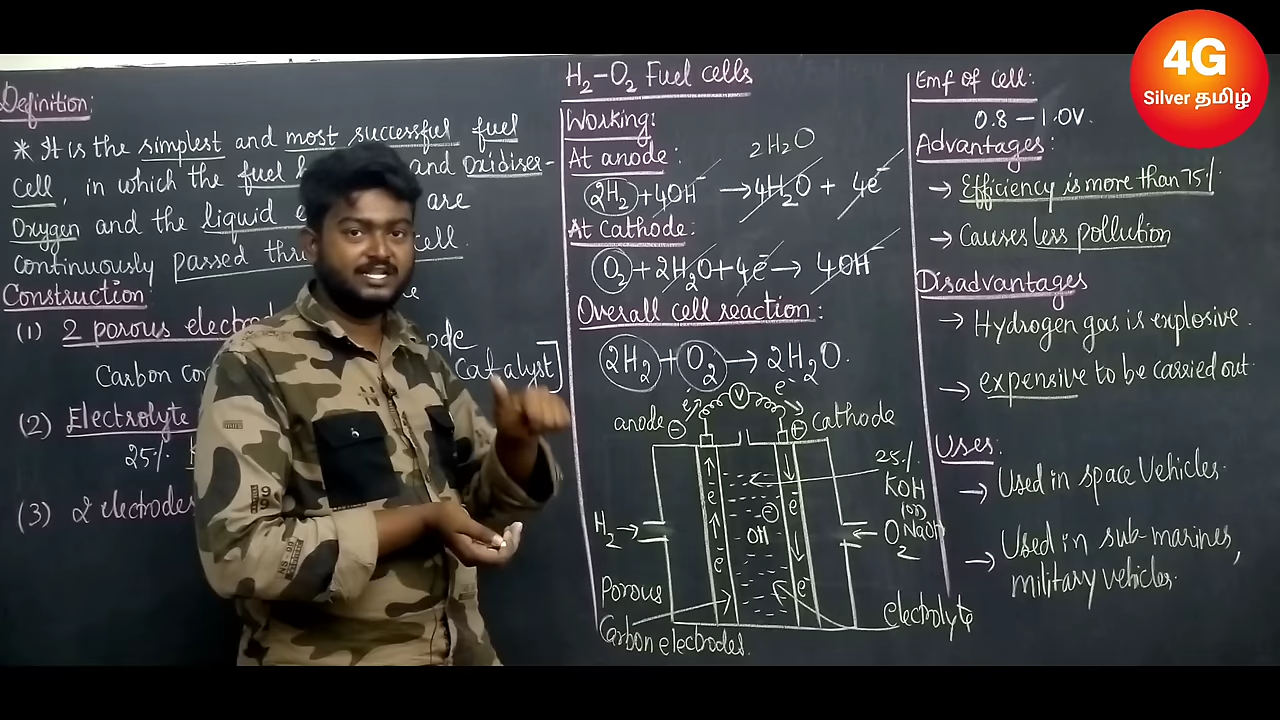 4G
Silver தமிழ்
Definition:
* It is the simplest and most successful fuel
cell, in which the fuel and Oxidiser-
Oxygen and the liquid are
continuously passed cell.
Construction:
(1) 2 porous
Carbon Catalyst]
(2) Electrolyte
25%
(3) 2 electrodes
H2-O2 Fuel cells
Working:
At anode:
2H2O
2H2 + 4OH⁻ → 4H2O + 4e⁻
At Cathode:
O2 + 2H2O + 4e⁻ → 4OH⁻
Overall cell reaction:
2H2 + O2 → 2H2O.
anode ⊖ e⁻ V e⁻ ⊖ Cathode
25%
KOH
(or)
NaOH
H2 → e⁻ e⁻ OH ⊖ e⁻ e⁻ ← O2
Porous
Carbon electrodes.
electrolyte
Emf of cell:
0.8 – 1.0V.
Advantages:
→ Efficiency is more than 75%.
→ Causes less pollution
Disadvantages
→ Hydrogen gas is explosive.
→ expensive to be carried out.
Uses:
→ Used in space vehicles.
→ Used in sub-marines,
military vehicles.